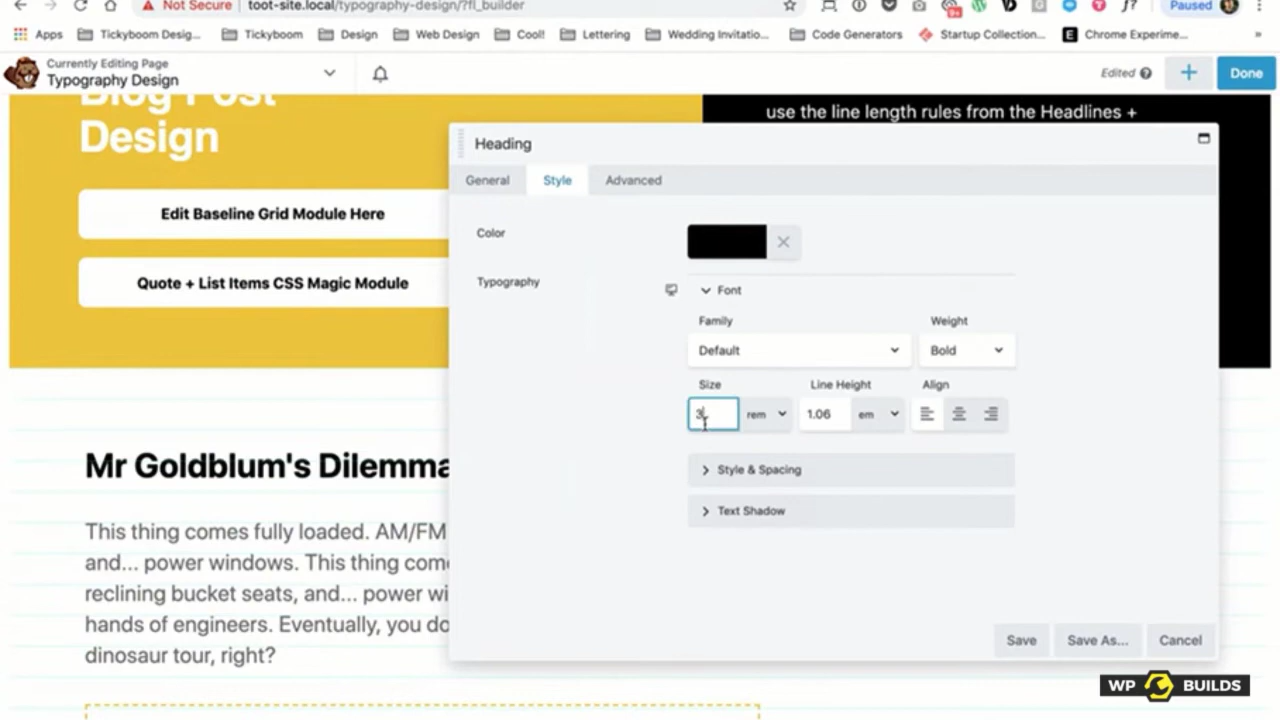 Not Secure
toot-site.local/typography-design/?fl_builder
Paused
Apps
Tickyboom Desig...
Tickyboom
Design
Web Design
Cool!
Lettering
Wedding Invitatio...
Code Generators
Startup Collection...
Chrome Experime...
»
Currently Editing Page
Typography Design
Edited
+
Done
Blog Post
Design
Edit Baseline Grid Module Here
Quote + List Items CSS Magic Module
use the line length rules from the Headlines +
Heading
General
Style
Advanced
Color
Typography
Font
Family
Weight
Default
Bold
Size
Line Height
Align
3
rem
1.06
em
Style & Spacing
Text Shadow
Save
Save As...
Cancel
Mr Goldblum's Dilemma
This thing comes fully loaded. AM/FM
and... power windows. This thing com
reclining bucket seats, and... power wi
hands of engineers. Eventually, you do
dinosaur tour, right?
WP BUILDS